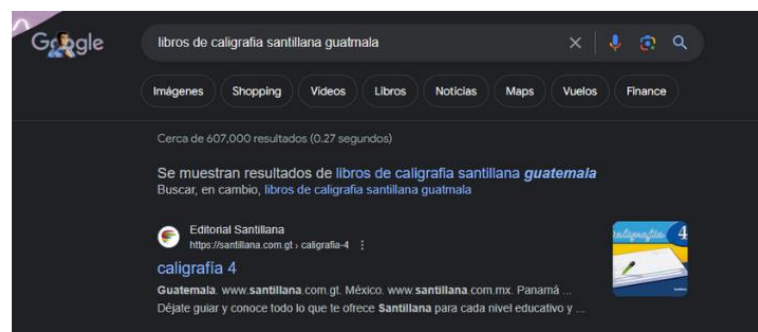 Google
libros de caligrafia santillana guatmala
Imágenes Shopping Videos Libros Noticias Maps Vuelos Finance
Cerca de 607,000 resultados (0.27 segundos)
Se muestran resultados de libros de caligrafia santillana guatemala
Buscar, en cambio, libros de caligrafia santillana guatmala
Editorial Santillana
https://santillana.com.gt › caligrafia-4
caligrafía 4
Guatemala. www.santillana.com.gt. México. www.santillana.com.mx. Panamá ...
Déjate guiar y conoce todo lo que te ofrece Santillana para cada nivel educativo y ...
Caligrafía 4